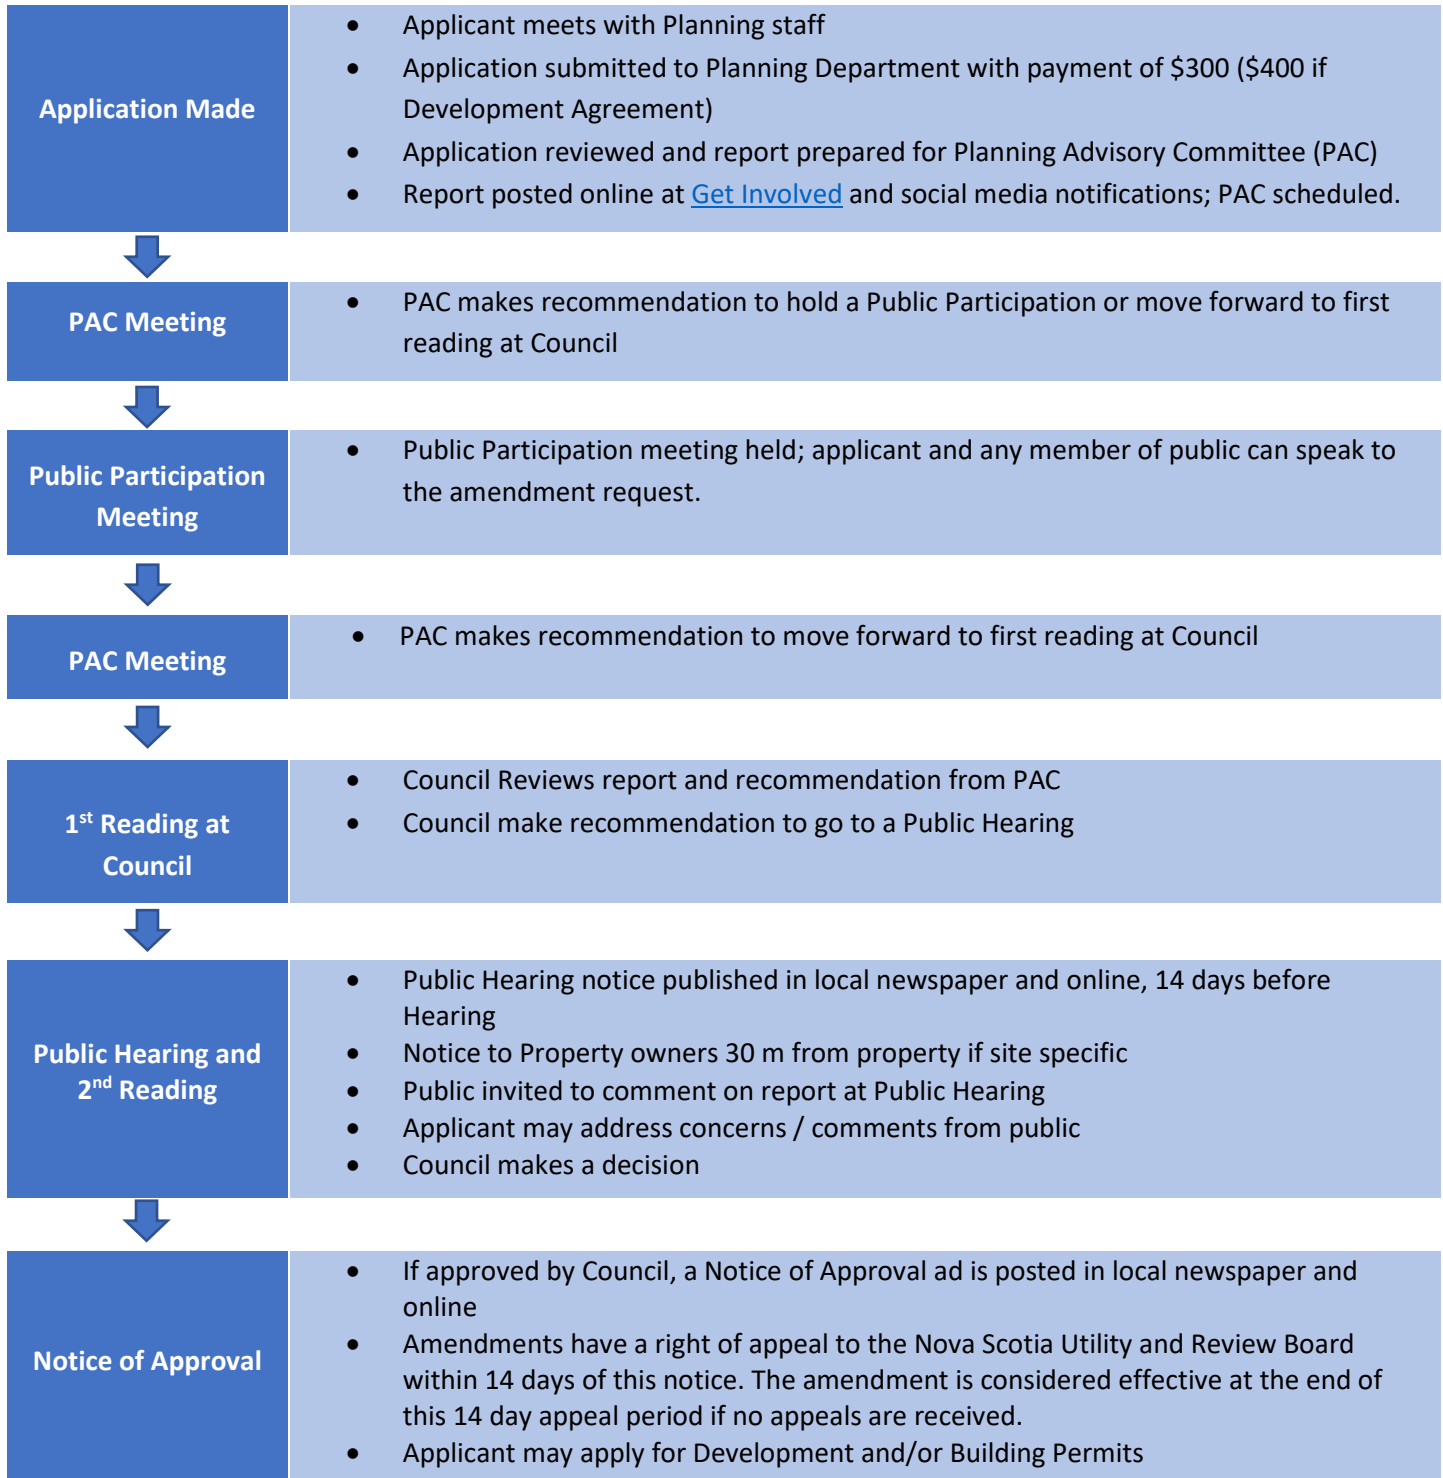 Application Made
• Applicant meets with Planning staff
• Application submitted to Planning Department with payment of $300 ($400 if
Development Agreement)
• Application reviewed and report prepared for Planning Advisory Committee (PAC)
• Report posted online at Get Involved and social media notifications; PAC scheduled.
PAC Meeting
• PAC makes recommendation to hold a Public Participation or move forward to first
reading at Council
Public Participation
Meeting
• Public Participation meeting held; applicant and any member of public can speak to
the amendment request.
PAC Meeting
• PAC makes recommendation to move forward to first reading at Council
1st Reading at
Council
• Council Reviews report and recommendation from PAC
• Council make recommendation to go to a Public Hearing
Public Hearing and
2nd Reading
• Public Hearing notice published in local newspaper and online, 14 days before
Hearing
• Notice to Property owners 30 m from property if site specific
• Public invited to comment on report at Public Hearing
• Applicant may address concerns / comments from public
• Council makes a decision
Notice of Approval
• If approved by Council, a Notice of Approval ad is posted in local newspaper and
online
• Amendments have a right of appeal to the Nova Scotia Utility and Review Board
within 14 days of this notice. The amendment is considered effective at the end of
this 14 day appeal period if no appeals are received.
• Applicant may apply for Development and/or Building Permits